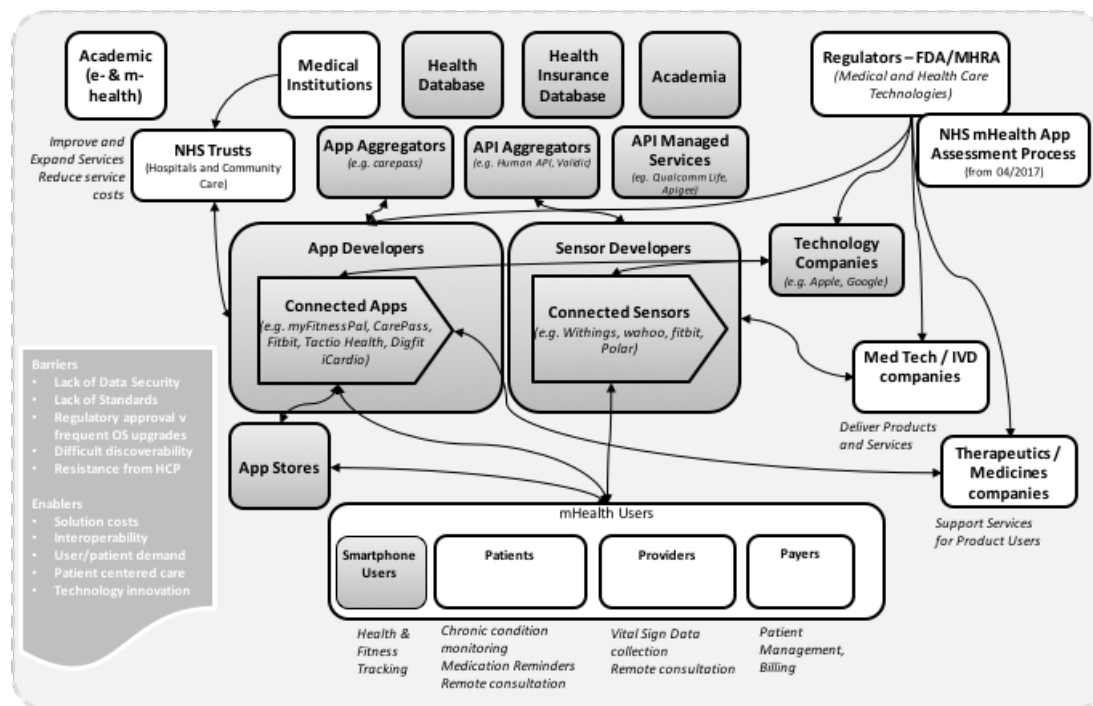 Academic
(e- & m-
health)
Medical
Institutions
Health
Database
Health
Insurance
Database
Academia
Regulators – FDA/MHRA
(Medical and Health Care
Technologies)
Improve and
Expand Services
Reduce service
costs
NHS Trusts
(Hospitals and Community
Care)
App Aggregators
(e.g. carepass)
API Aggregators
(e.g. Human API, Validic)
API Managed
Services
(eg. Qualcomm Life,
Apigee)
NHS mHealth App
Assessment Process
(from 04/2017)
App Developers
Sensor Developers
Technology
Companies
(e.g. Apple, Google)
Connected Apps
(e.g. myFitnessPal, CarePass,
Fitbit, Tactio Health, Digfit
iCardio)
Connected Sensors
(e.g. Withings, wahoo, fitbit,
Polar)
Med Tech / IVD
companies
Deliver Products
and Services
Barriers
• Lack of Data Security
• Lack of Standards
• Regulatory approval v
frequent OS upgrades
• Difficult discoverability
• Resistance from HCP
Enablers
• Solution costs
• Interoperability
• User/patient demand
• Patient centered care
• Technology innovation
App Stores
Therapeutics /
Medicines
companies
Support Services
for Product Users
mHealth Users
Smartphone
Users
Patients
Providers
Payers
Health &
Fitness
Tracking
Chronic condition
monitoring
Medication Reminders
Remote consultation
Vital Sign Data
collection
Remote consultation
Patient
Management,
Billing